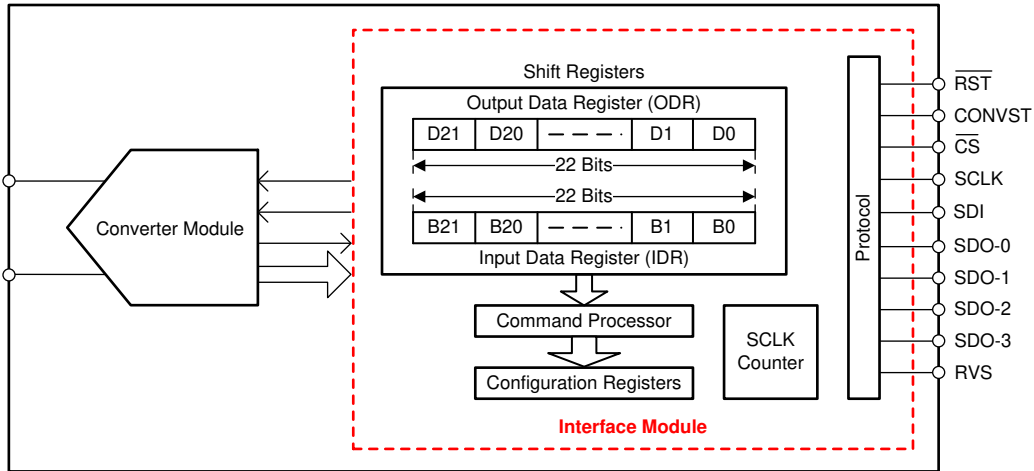 Shift Registers
Output Data Register (ODR)
D21 D20 D1 D0
22 Bits
22 Bits
B21 B20 B1 B0
Input Data Register (IDR)
Converter Module
Command Processor
Configuration Registers
SCLK
Counter
Interface Module
Protocol
RST
CONVST
CS
SCLK
SDI
SDO-0
SDO-1
SDO-2
SDO-3
RVS